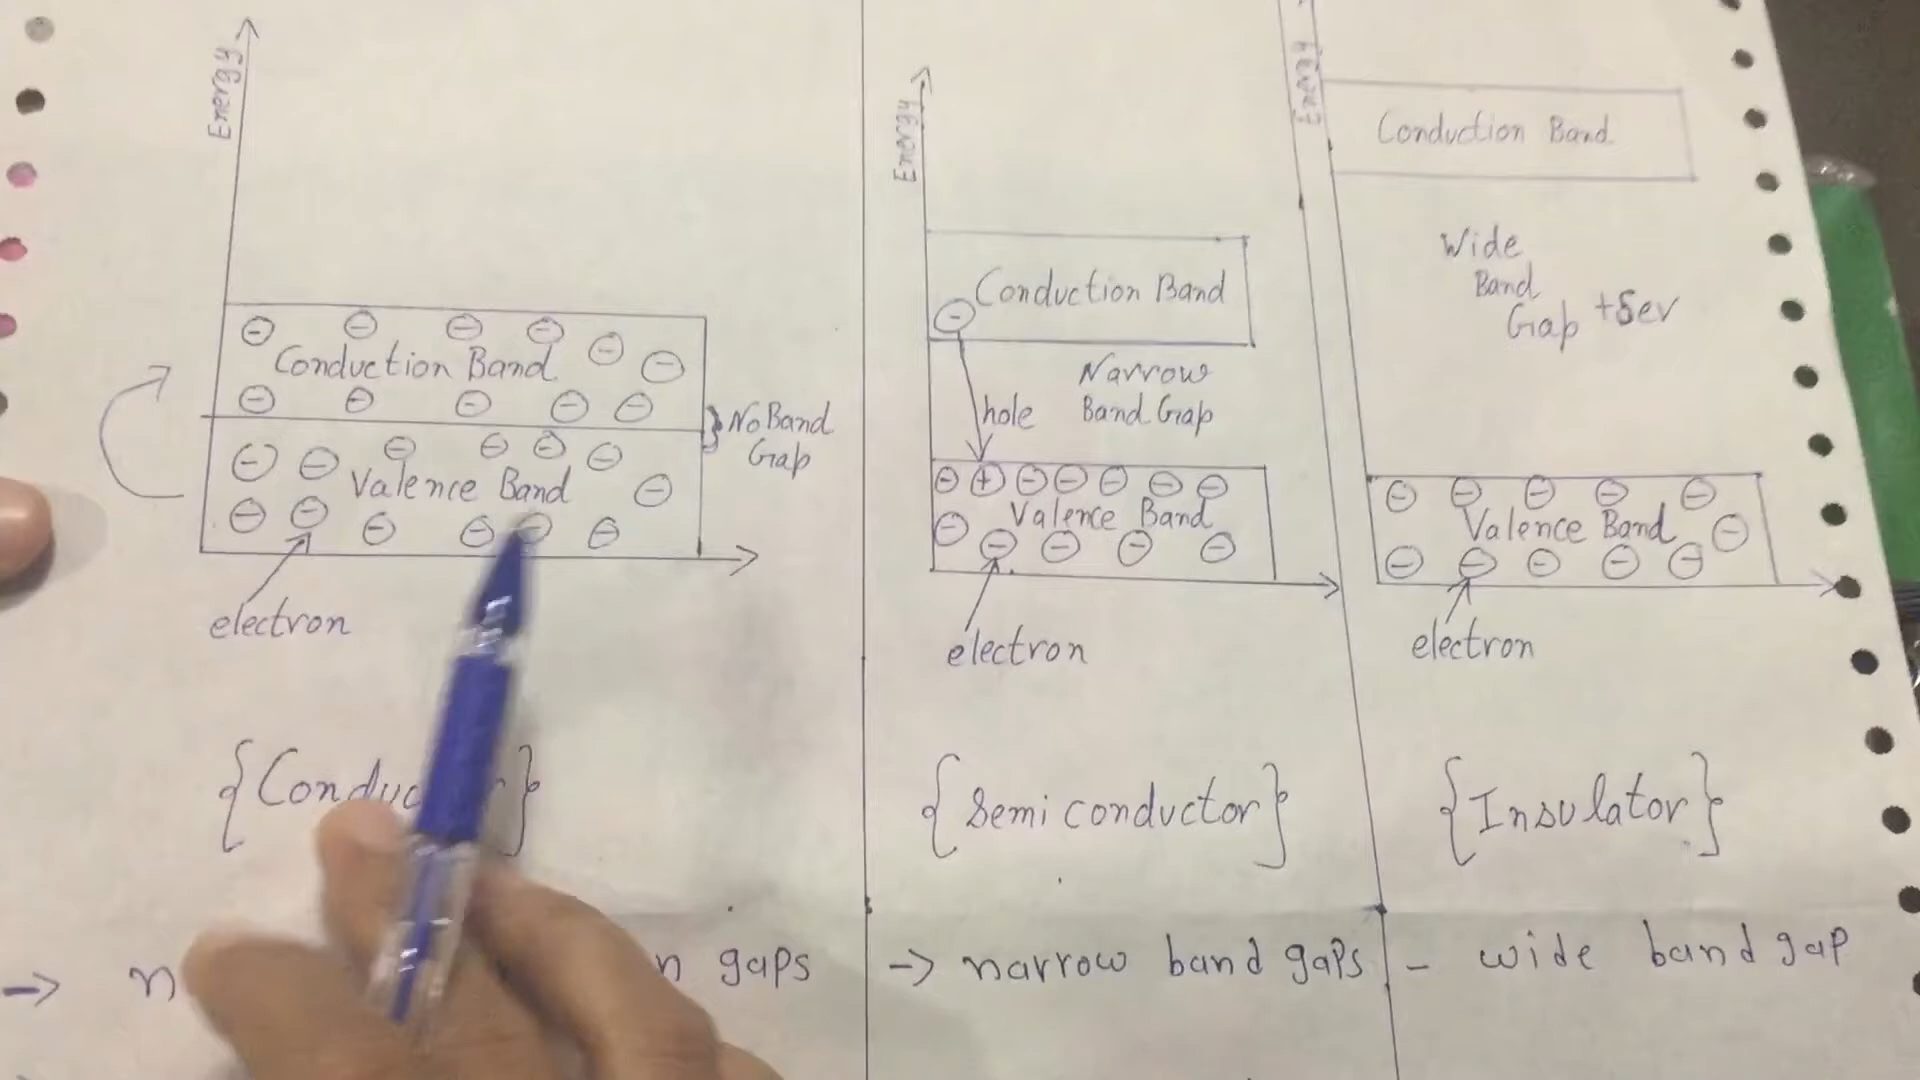 Energy
Conduction Band
Valence Band
No Band
Gap
electron
{
}
n gaps
Energy
Conduction Band
Narrow
Band Gap
hole
Valence Band
electron
{Semi conductor}
-> narrow band gaps
Energy
Conduction Band
Wide
Band
Gap +5ev
Valence Band
electron
{Insulator}
- wide band gap